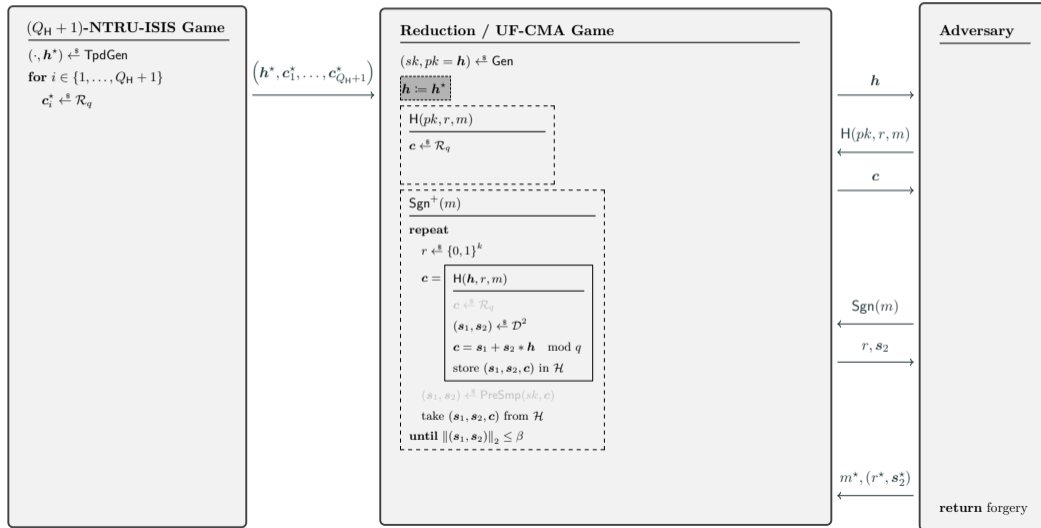 (Q_H + 1)-NTRU-ISIS Game
(·, h*) ←$ TpdGen
for i ∈ {1, …, Q_H + 1}
c*_i ←$ R_q
(h*, c*_1, …, c*_{Q_H+1})
Reduction / UF-CMA Game
(sk, pk = h) ←$ Gen
h := h*
H(pk, r, m)
c ←$ R_q
Sgn⁺(m)
repeat
r ←$ {0, 1}^k
c =
H(h, r, m)
c ←$ R_q
(s_1, s_2) ←$ D²
c = s_1 + s_2 * h mod q
store (s_1, s_2, c) in H
(s_1, s_2) ←$ PreSmp(sk, c)
take (s_1, s_2, c) from H
until ‖(s_1, s_2)‖_2 ≤ β
h
H(pk, r, m)
c
Sgn(m)
r, s_2
m*, (r*, s*_2)
Adversary
return forgery